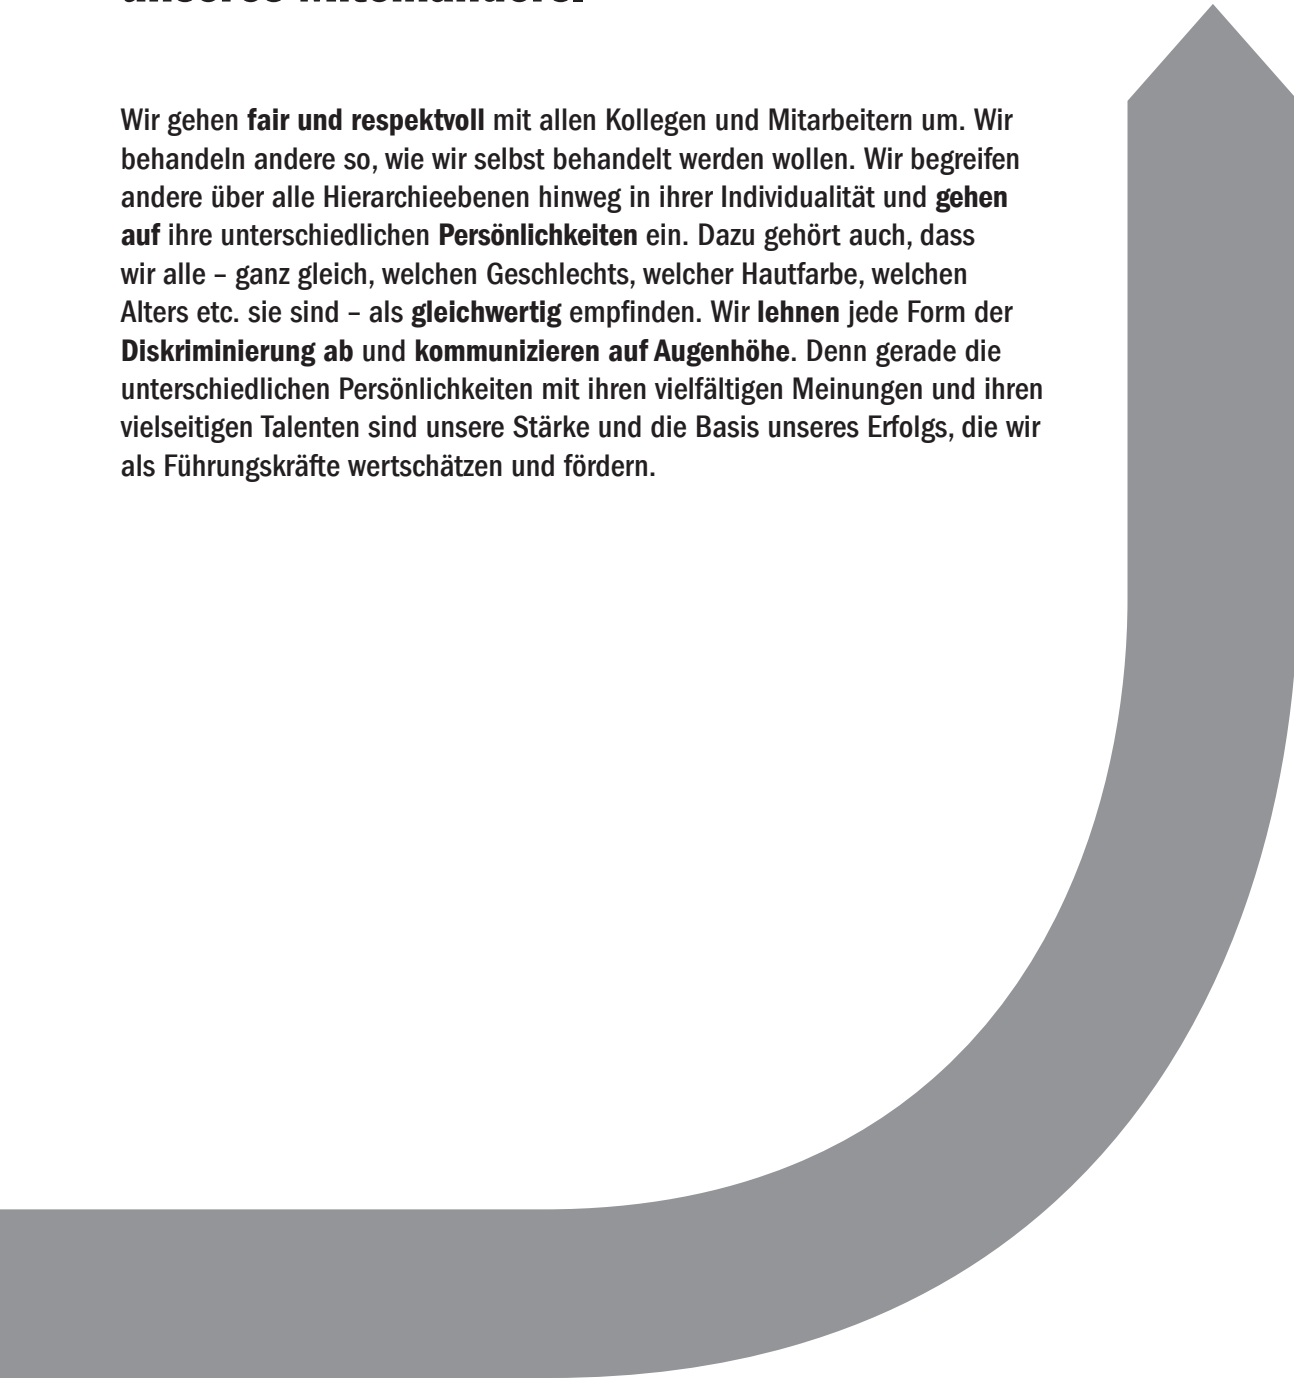 unseres Miteinanders.
Wir gehen fair und respektvoll mit allen Kollegen und Mitarbeitern um. Wir
behandeln andere so, wie wir selbst behandelt werden wollen. Wir begreifen
andere über alle Hierarchieebenen hinweg in ihrer Individualität und gehen
auf ihre unterschiedlichen Persönlichkeiten ein. Dazu gehört auch, dass
wir alle – ganz gleich, welchen Geschlechts, welcher Hautfarbe, welchen
Alters etc. sie sind – als gleichwertig empfinden. Wir lehnen jede Form der
Diskriminierung ab und kommunizieren auf Augenhöhe. Denn gerade die
unterschiedlichen Persönlichkeiten mit ihren vielfältigen Meinungen und ihren
vielseitigen Talenten sind unsere Stärke und die Basis unseres Erfolgs, die wir
als Führungskräfte wertschätzen und fördern.